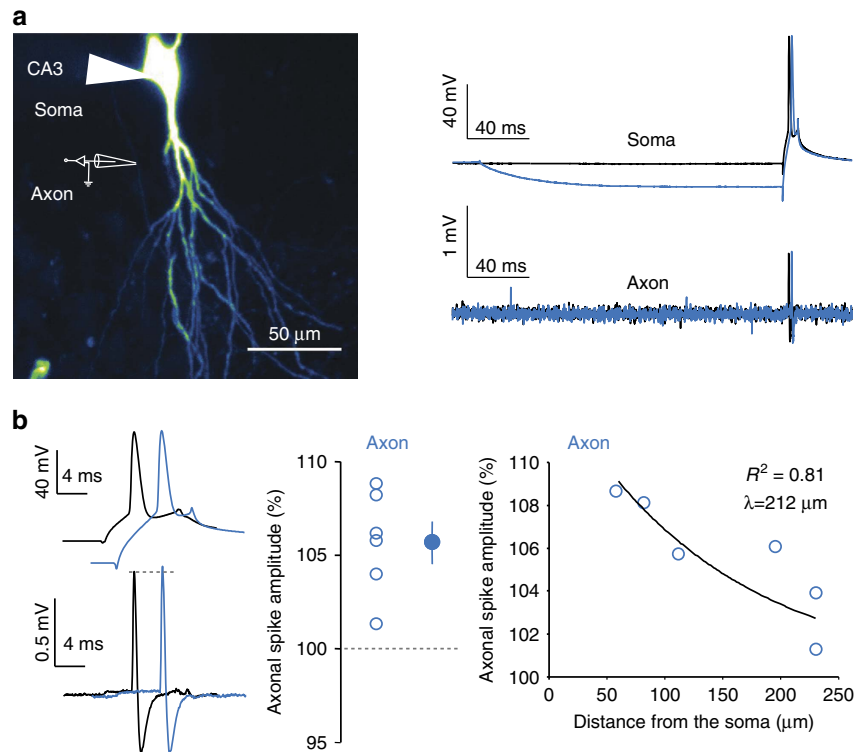 a
CA3
Soma
Axon
50 μm
40 mV
40 ms
Soma
1 mV
40 ms
Axon
b
40 mV
4 ms
0.5 mV
4 ms
Axon
Axonal spike amplitude (%)
110
105
100
95
Axon
Axonal spike amplitude (%)
110
108
106
104
102
100
R² = 0.81
λ=212 μm
0
50
100
150
200
250
Distance from the soma (μm)